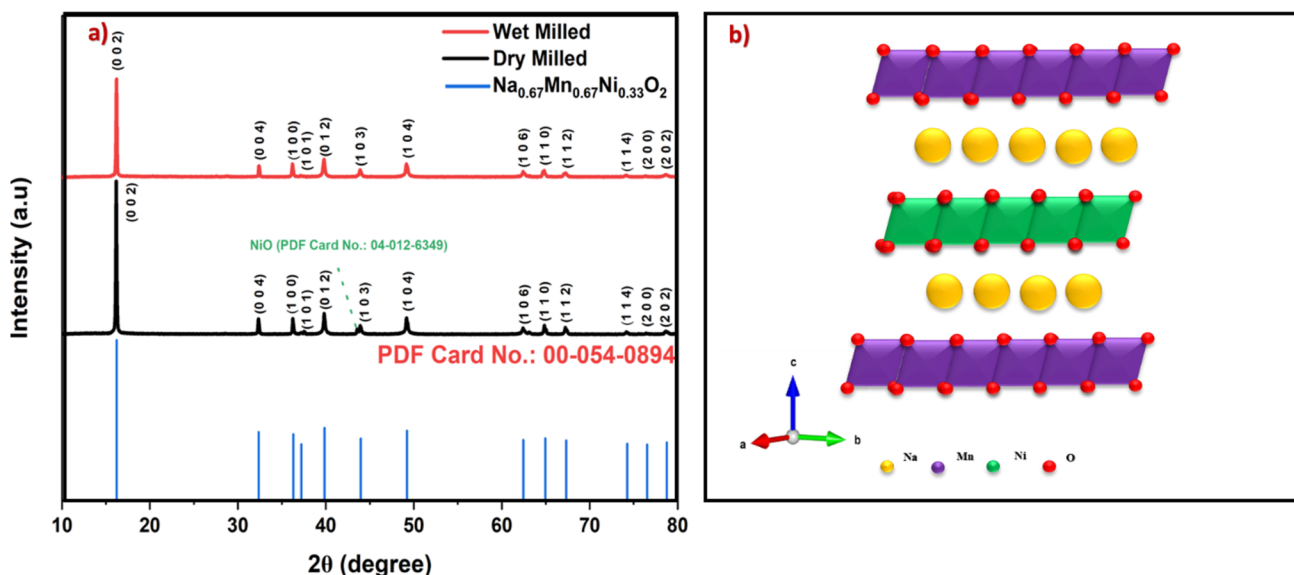 a)
Wet Milled
Dry Milled
Na0.67Mn0.67Ni0.33O2
(0 0 2)
(0 0 4)
(1 0 0)
(1 0 1)
(0 1 2)
(1 0 3)
(1 0 4)
(1 0 6)
(1 1 0)
(1 1 2)
(1 1 4)
(2 0 0)
(2 0 2)
(0 0 2)
NiO (PDF Card No.: 04-012-6349)
(0 0 4)
(1 0 0)
(1 0 1)
(0 1 2)
(1 0 3)
(1 0 4)
(1 0 6)
(1 1 0)
(1 1 2)
(1 1 4)
(2 0 0)
(2 0 2)
PDF Card No.: 00-054-0894
Intensity (a.u)
10 20 30 40 50 60 70 80
2θ (degree)
b)
c
a
b
Na Mn Ni O